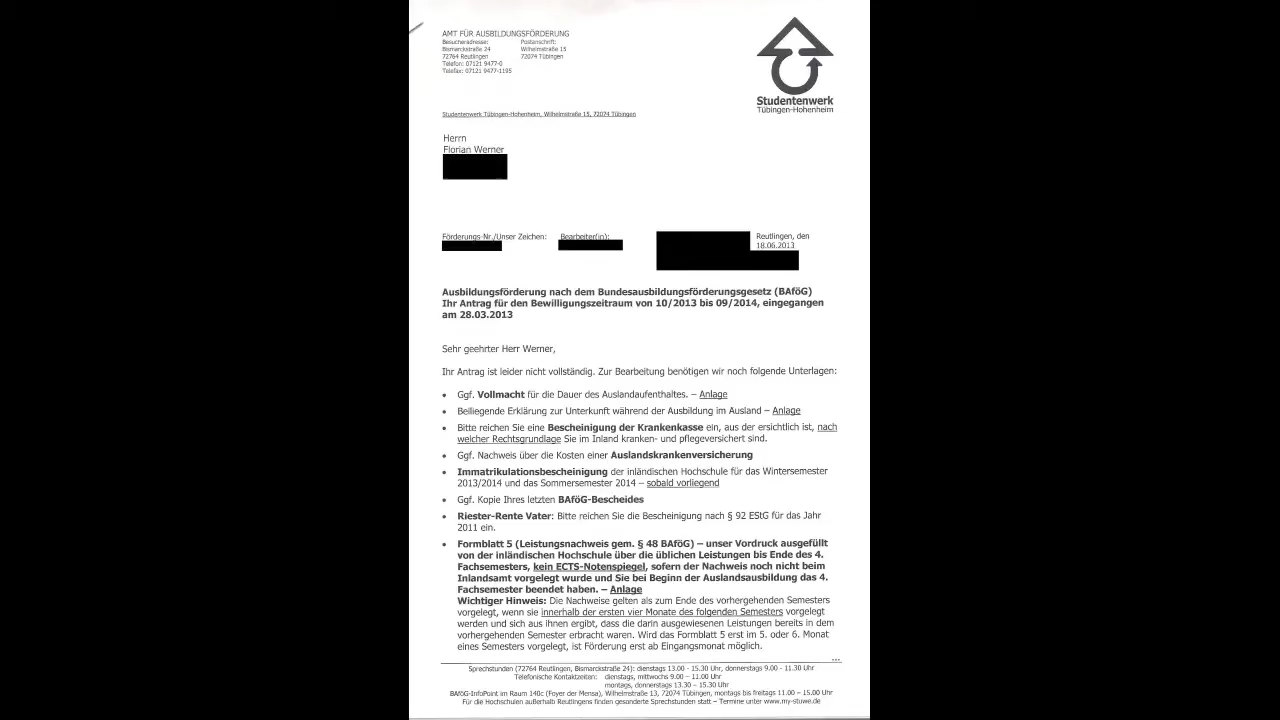 AMT FÜR AUSBILDUNGSFÖRDERUNG
Besucheradresse: Postanschrift:
Bismarckstraße 24 Wilhelmstraße 15
72764 Reutlingen 72074 Tübingen
Telefon: 07121 9477-0
Telefax: 07121 9477-1195
Studentenwerk
Tübingen-Hohenheim
Studentenwerk Tübingen-Hohenheim, Wilhelmstraße 15, 72074 Tübingen
Herrn
Florian Werner
Förderungs-Nr./Unser Zeichen: Bearbeiter(in): Reutlingen, den
18.06.2013
Ausbildungsförderung nach dem Bundesausbildungsförderungsgesetz (BAföG)
Ihr Antrag für den Bewilligungszeitraum von 10/2013 bis 09/2014, eingegangen
am 28.03.2013
Sehr geehrter Herr Werner,
Ihr Antrag ist leider nicht vollständig. Zur Bearbeitung benötigen wir noch folgende Unterlagen:
• Ggf. Vollmacht für die Dauer des Auslandaufenthaltes. – Anlage
• Beiliegende Erklärung zur Unterkunft während der Ausbildung im Ausland – Anlage
• Bitte reichen Sie eine Bescheinigung der Krankenkasse ein, aus der ersichtlich ist, nach
welcher Rechtsgrundlage Sie im Inland kranken- und pflegeversichert sind.
• Ggf. Nachweis über die Kosten einer Auslandskrankenversicherung
• Immatrikulationsbescheinigung der inländischen Hochschule für das Wintersemester
2013/2014 und das Sommersemester 2014 – sobald vorliegend
• Ggf. Kopie Ihres letzten BAföG-Bescheides
• Riester-Rente Vater: Bitte reichen Sie die Bescheinigung nach § 92 EStG für das Jahr
2011 ein.
• Formblatt 5 (Leistungsnachweis gem. § 48 BAföG) – unser Vordruck ausgefüllt
von der inländischen Hochschule über die üblichen Leistungen bis Ende des 4.
Fachsemesters, kein ECTS-Notenspiegel, sofern der Nachweis noch nicht beim
Inlandsamt vorgelegt wurde und Sie bei Beginn der Auslandsausbildung das 4.
Fachsemester beendet haben. – Anlage
Wichtiger Hinweis: Die Nachweise gelten als zum Ende des vorhergehenden Semesters
vorgelegt, wenn sie innerhalb der ersten vier Monate des folgenden Semesters vorgelegt
werden und sich aus ihnen ergibt, dass die darin ausgewiesenen Leistungen bereits in dem
vorhergehenden Semester erbracht waren. Wird das Formblatt 5 erst im 5. oder 6. Monat
eines Semesters vorgelegt, ist Förderung erst ab Eingangsmonat möglich.
...
Sprechstunden (72764 Reutlingen, Bismarckstraße 24): dienstags 13.00 - 15.30 Uhr, donnerstags 9.00 - 11.30 Uhr
Telefonische Kontaktzeiten: dienstags, mittwochs 9.00 – 11.00 Uhr
montags, donnerstags 13.30 – 15.30 Uhr
BAföG-InfoPoint im Raum 140c (Foyer der Mensa), Wilhelmstraße 13, 72074 Tübingen, montags bis freitags 11.00 – 15.00 Uhr
Für die Hochschulen außerhalb Reutlingens finden gesonderte Sprechstunden statt – Termine unter www.my-stuwe.de